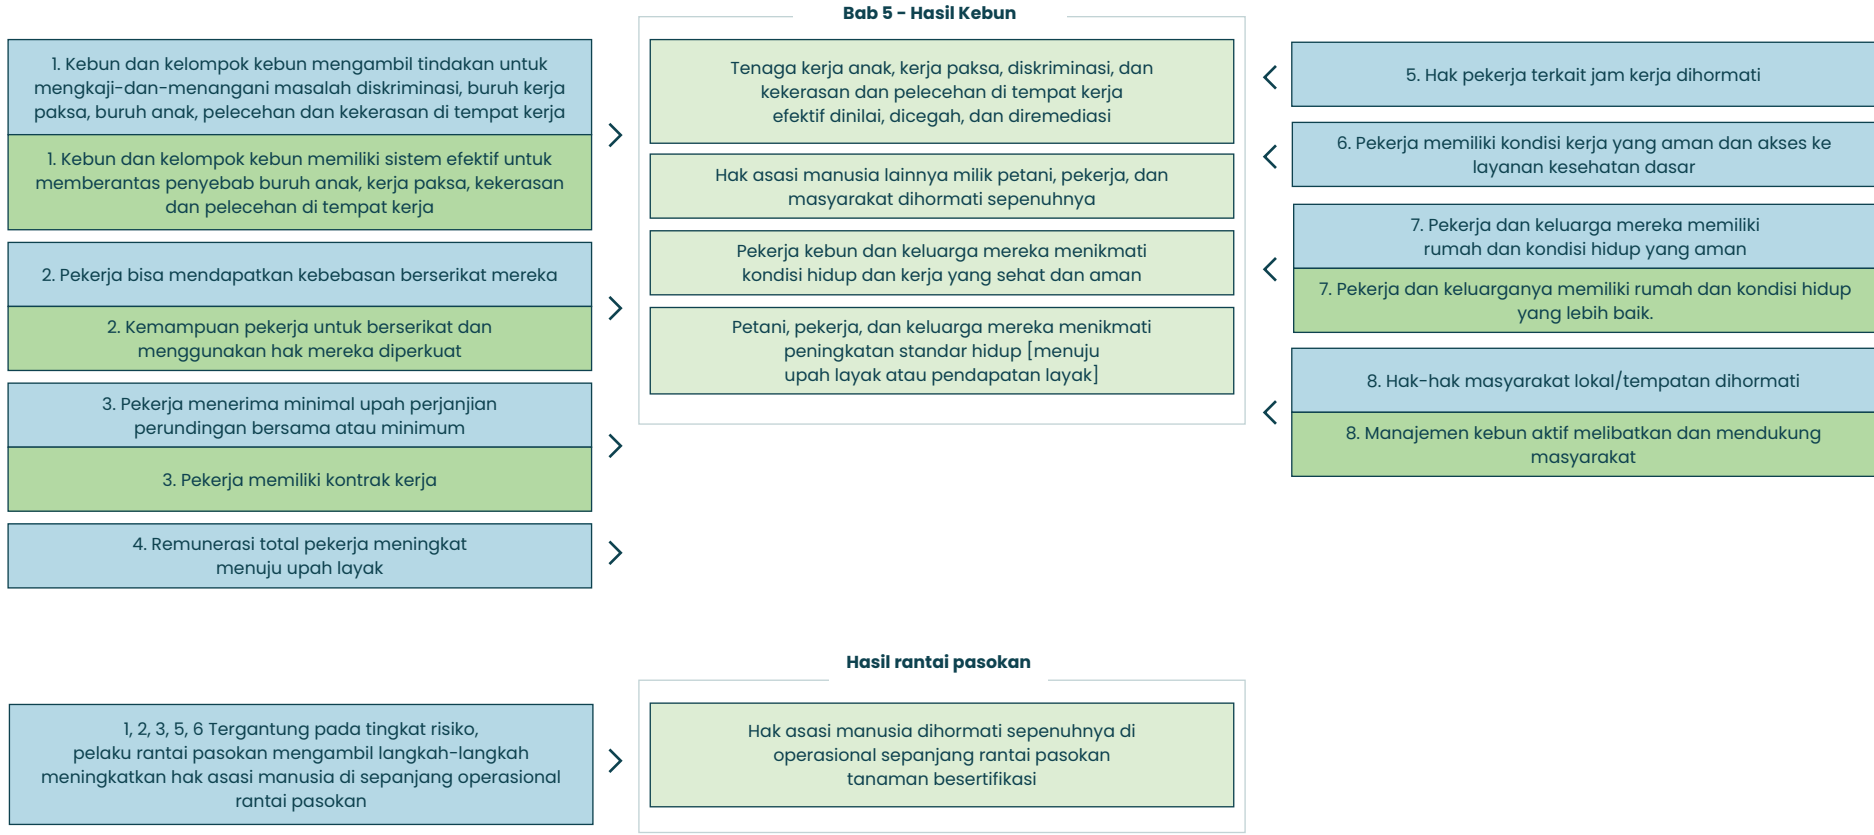 Bab 5 - Hasil Kebun
1. Kebun dan kelompok kebun mengambil tindakan untuk
mengkaji-dan-menangani masalah diskriminasi, buruh kerja
paksa, buruh anak, pelecehan dan kekerasan di tempat kerja
1. Kebun dan kelompok kebun memiliki sistem efektif untuk
memberantas penyebab buruh anak, kerja paksa, kekerasan
dan pelecehan di tempat kerja
2. Pekerja bisa mendapatkan kebebasan berserikat mereka
2. Kemampuan pekerja untuk berserikat dan
menggunakan hak mereka diperkuat
3. Pekerja menerima minimal upah perjanjian
perundingan bersama atau minimum
3. Pekerja memiliki kontrak kerja
4. Remunerasi total pekerja meningkat
menuju upah layak
Tenaga kerja anak, kerja paksa, diskriminasi, dan
kekerasan dan pelecehan di tempat kerja
efektif dinilai, dicegah, dan diremediasi
Hak asasi manusia lainnya milik petani, pekerja, dan
masyarakat dihormati sepenuhnya
Pekerja kebun dan keluarga mereka menikmati
kondisi hidup dan kerja yang sehat dan aman
Petani, pekerja, dan keluarga mereka menikmati
peningkatan standar hidup [menuju
upah layak atau pendapatan layak]
5. Hak pekerja terkait jam kerja dihormati
6. Pekerja memiliki kondisi kerja yang aman dan akses ke
layanan kesehatan dasar
7. Pekerja dan keluarga mereka memiliki
rumah dan kondisi hidup yang aman
7. Pekerja dan keluarganya memiliki rumah dan kondisi hidup
yang lebih baik.
8. Hak-hak masyarakat lokal/tempatan dihormati
8. Manajemen kebun aktif melibatkan dan mendukung
masyarakat
Hasil rantai pasokan
1, 2, 3, 5, 6 Tergantung pada tingkat risiko,
pelaku rantai pasokan mengambil langkah-langkah
meningkatkan hak asasi manusia di sepanjang operasional
rantai pasokan
Hak asasi manusia dihormati sepenuhnya di
operasional sepanjang rantai pasokan
tanaman besertifikasi